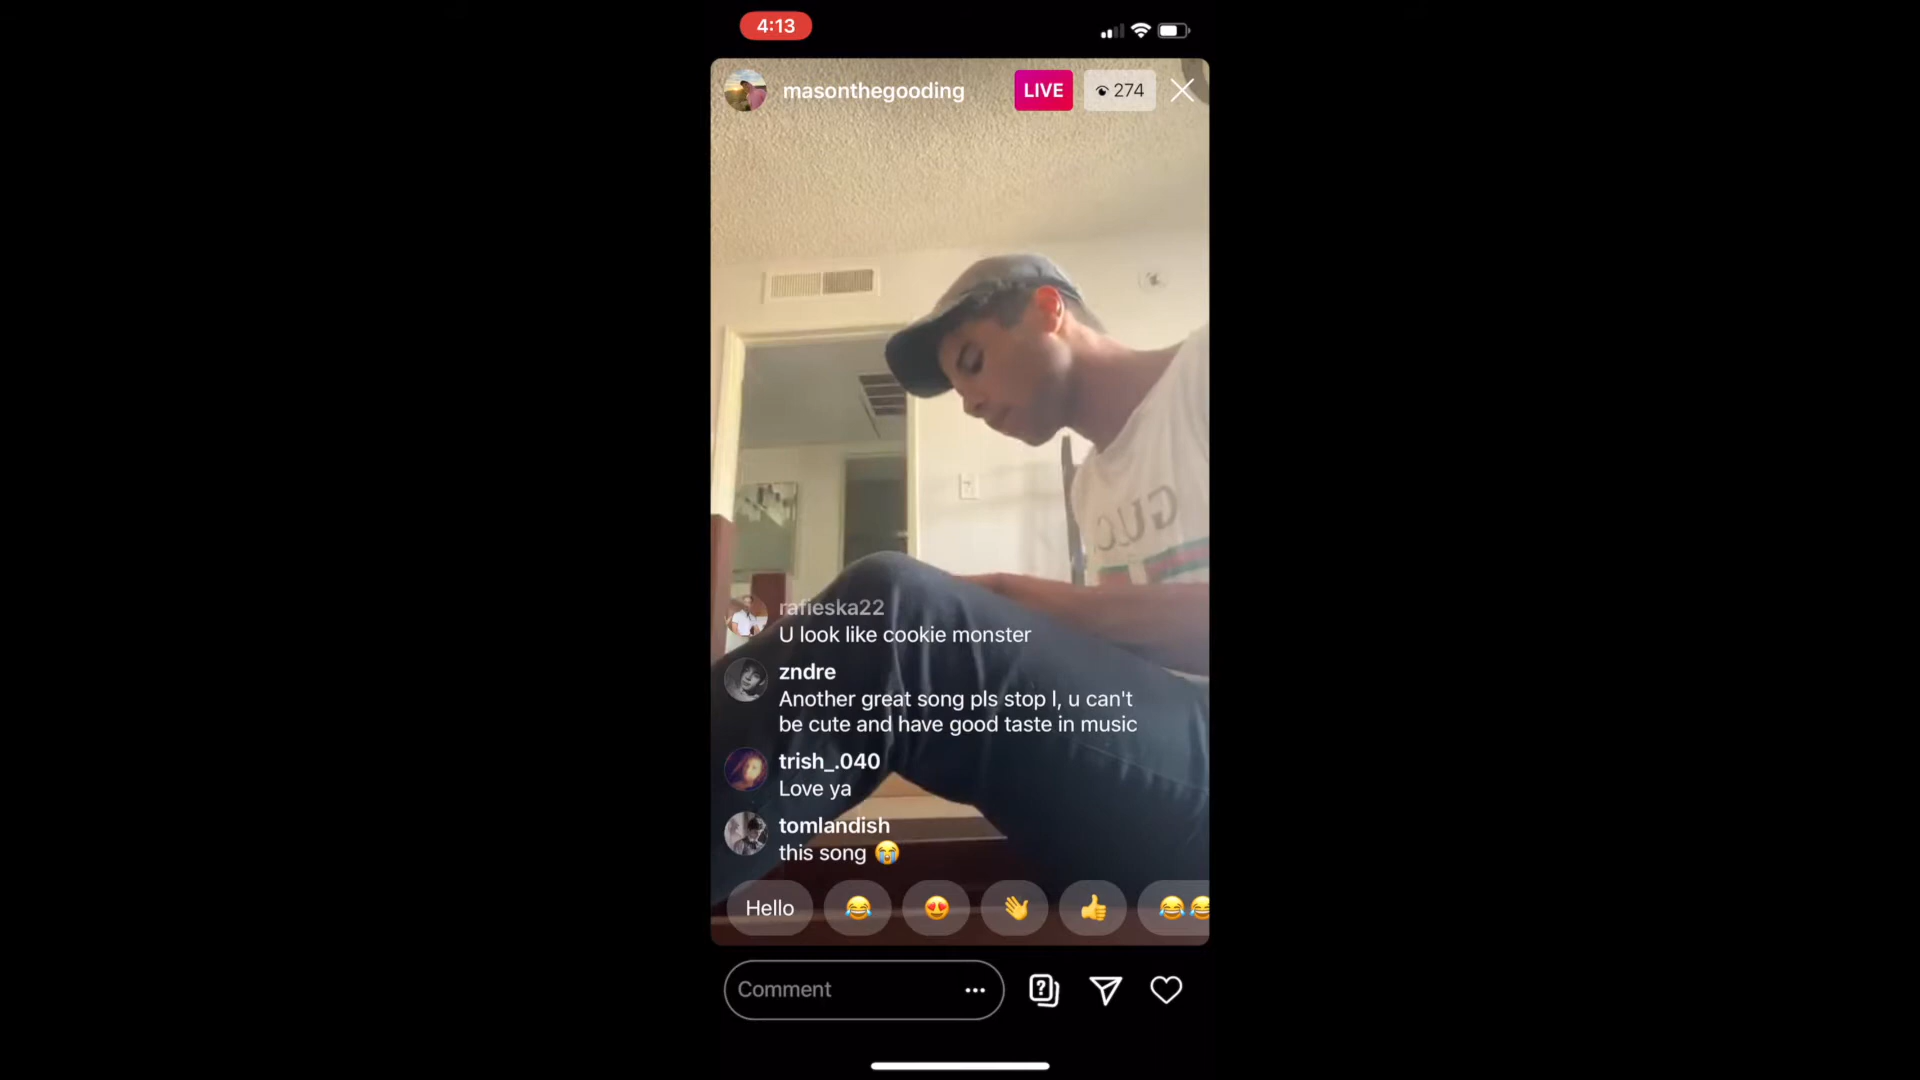 4:13
masonthegooding
LIVE
274
GUC
rafieska22
U look like cookie monster
zndre
Another great song pls stop l, u can't
be cute and have good taste in music
trish_.040
Love ya
tomlandish
this song 😭
Hello 😂 😍 👋 👍 😂😂
Comment